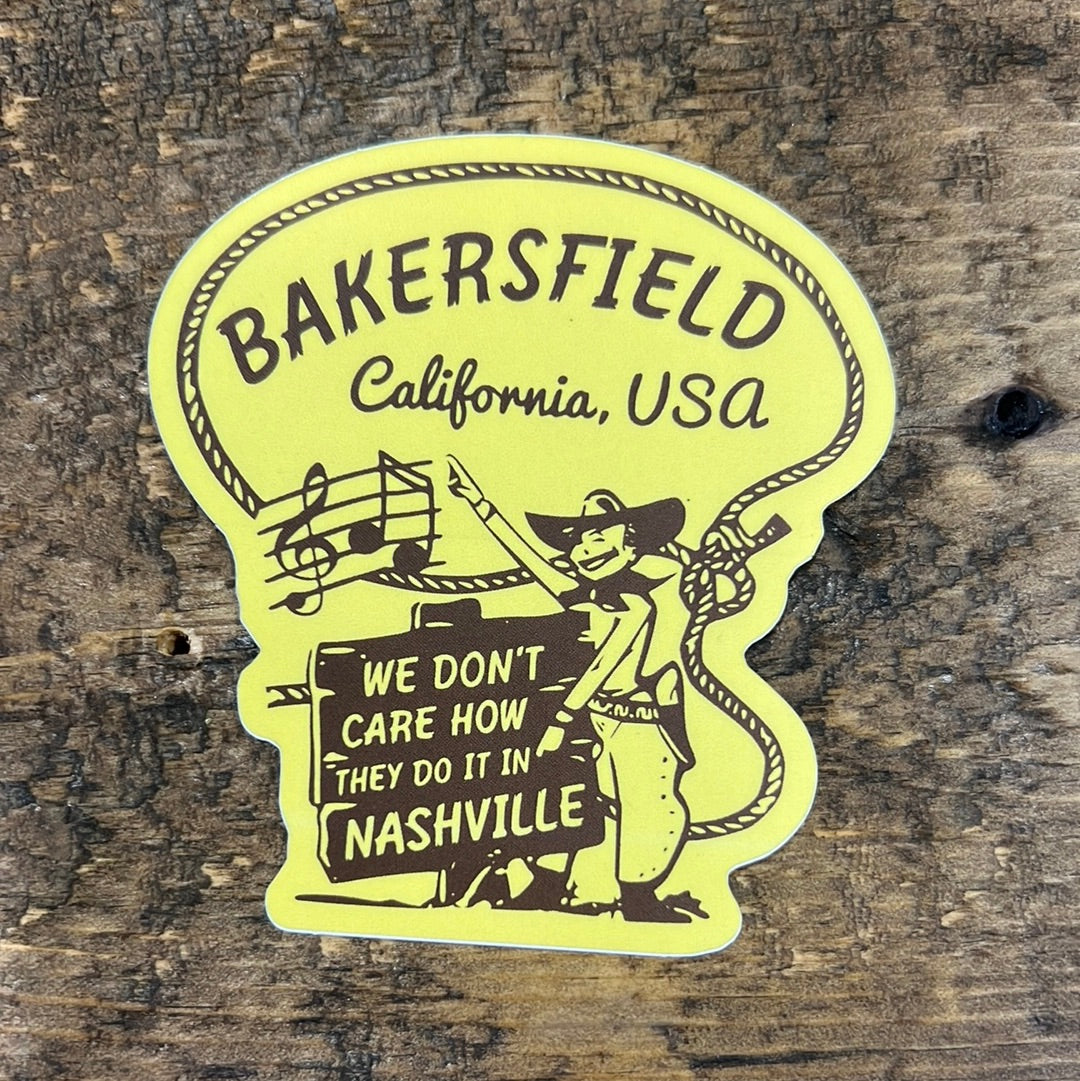 BAKERSFIELD
California, USA
WE DON'T
CARE HOW
THEY DO IT IN
NASHVILLE